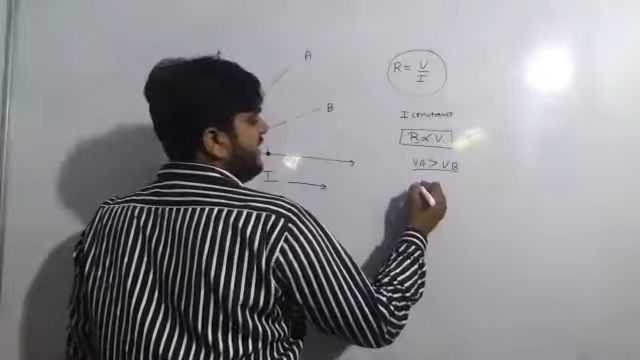 A
B
I
R = V/I
I constant
R ∝ V
VA > VB